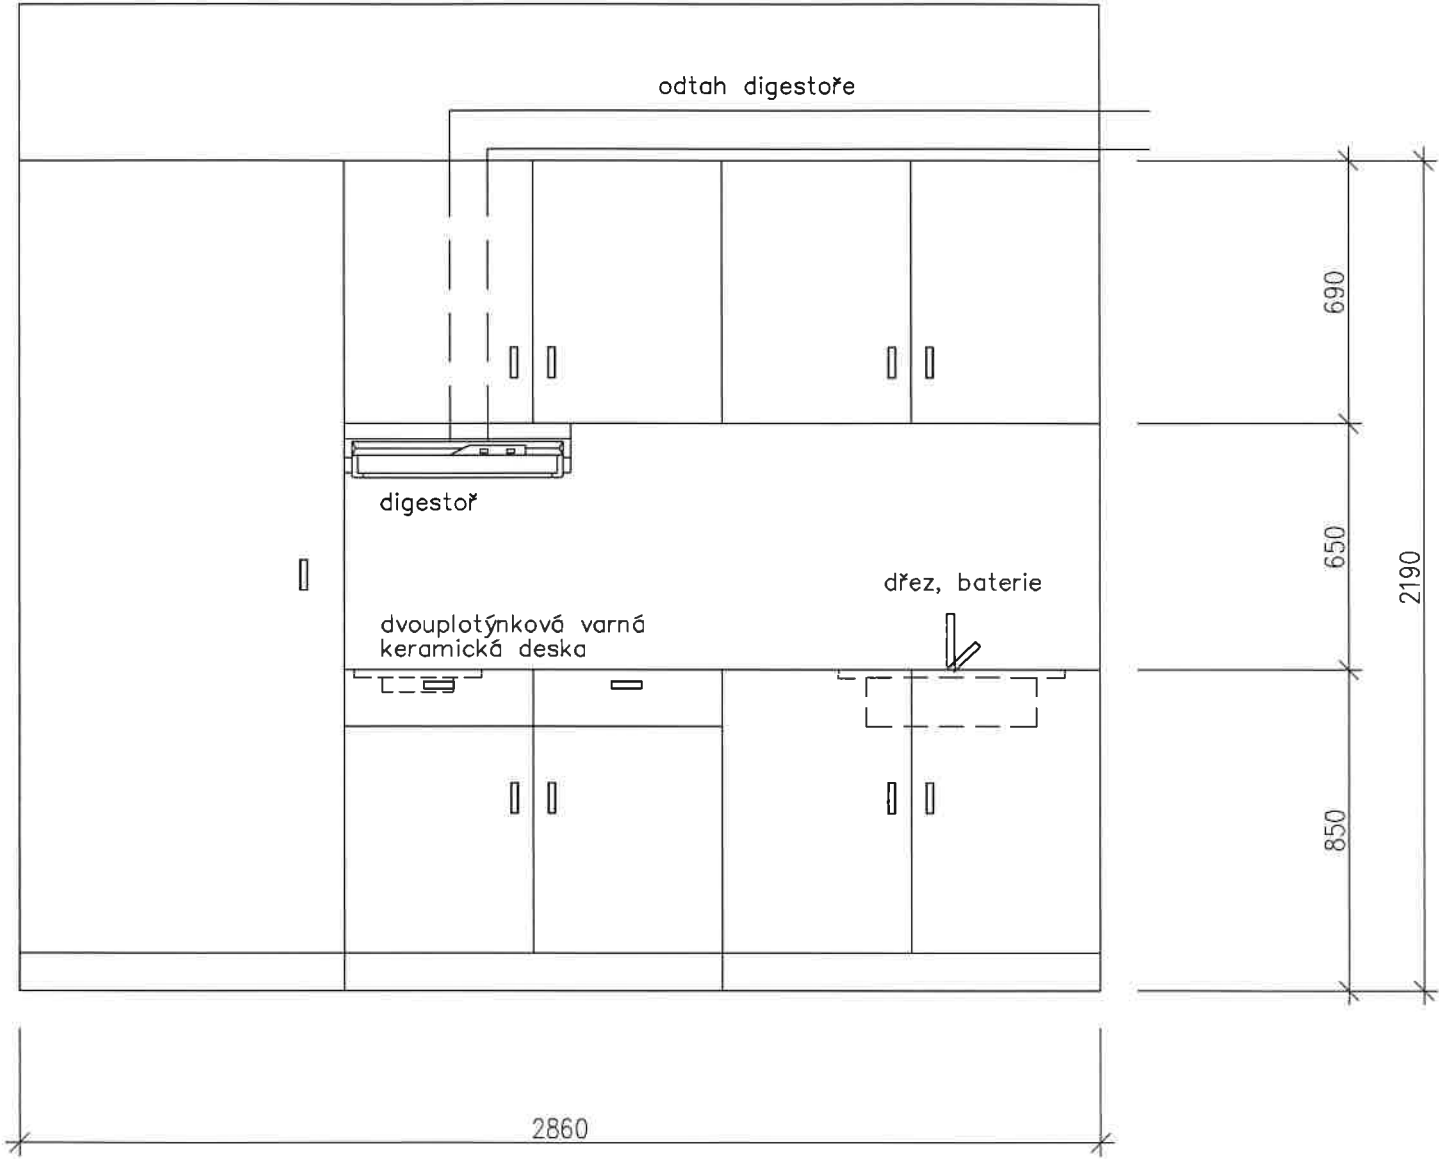 odtah digestoře
690
digestoř
650
2190
dřez, baterie
dvouplotýnková varná
keramická deska
850
2860